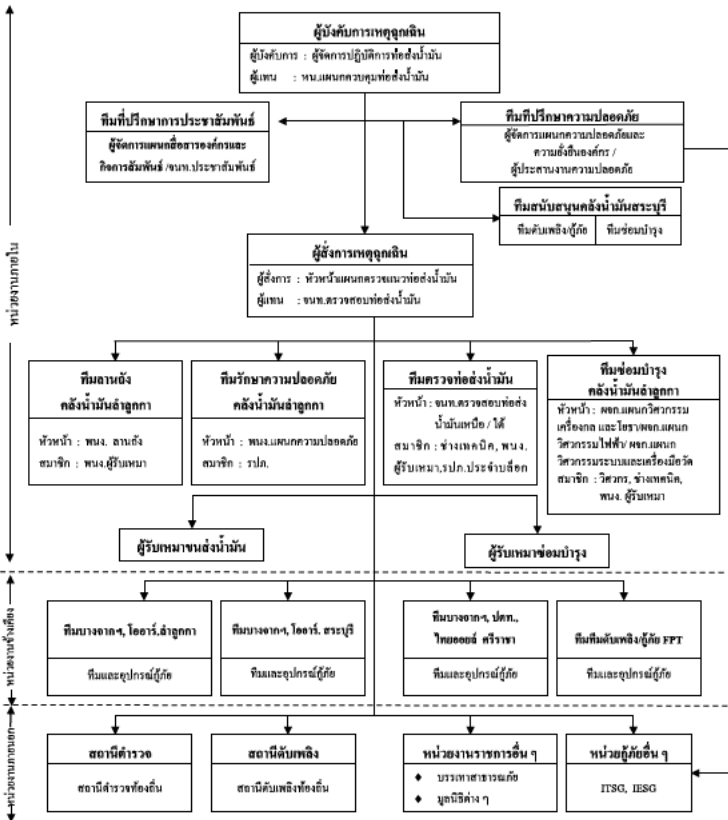 ผู้บังคับการเหตุฉุกเฉิน
ผู้บังคับการ : ผู้จัดการปฏิบัติการท่อส่งน้ำมัน
ผู้แทน : หน.แผนกควบคุมท่อส่งน้ำมัน
ทีมที่ปรึกษาการประชาสัมพันธ์
ผู้จัดการแผนกสื่อสารองค์กรและ
กิจการสัมพันธ์ /จนท.ประชาสัมพันธ์
ทีมที่ปรึกษาความปลอดภัย
ผู้จัดการแผนกความปลอดภัยและ
ความยั่งยืนองค์กร /
ผู้ประสานงานความปลอดภัย
ทีมสนับสนุนคลังน้ำมันสระบุรี
ทีมดับเพลิง/กู้ภัย
ทีมซ่อมบำรุง
หน่วยงานภายใน
ผู้สั่งการเหตุฉุกเฉิน
ผู้สั่งการ : หัวหน้าแผนกตรวจแนวท่อส่งน้ำมัน
ผู้แทน : จนท.ตรวจสอบท่อส่งน้ำมัน
ทีมลานถัง
คลังน้ำมันลำลูกกา
หัวหน้า : พนง. ลานถัง
สมาชิก : พนง.ผู้รับเหมา
ทีมรักษาความปลอดภัย
คลังน้ำมันลำลูกกา
หัวหน้า : พนง.แผนกความปลอดภัย
สมาชิก : รปภ.
ทีมตรวจท่อส่งน้ำมัน
หัวหน้า : จนท.ตรวจสอบท่อส่ง
น้ำมันเหนือ / ใต้
สมาชิก : ช่างเทคนิค, พนง.
ผู้รับเหมา,รปภ.ประจำบล็อก
ทีมซ่อมบำรุง
คลังน้ำมันลำลูกกา
หัวหน้า : ผจก.แผนกวิศวกรรม
เครื่องกล และโยธา/ผจก.แผนก
วิศวกรรมไฟฟ้า/ ผจก.แผนก
วิศวกรรมระบบและเครื่องมือวัด
สมาชิก : วิศวกร, ช่างเทคนิค,
พนง. ผู้รับเหมา
ผู้รับเหมาขนส่งน้ำมัน
ผู้รับเหมาซ่อมบำรุง
หน่วยงานข้างเคียง
ทีมบางจากฯ, โออาร์,ลำลูกกา
ทีมและอุปกรณ์กู้ภัย
ทีมบางจากฯ, โออาร์. สระบุรี
ทีมและอุปกรณ์กู้ภัย
ทีมบางจากฯ, ปตท.,
ไทยออยล์ ศรีราชา
ทีมและอุปกรณ์กู้ภัย
ทีมทีมดับเพลิง/กู้ภัย FPT
ทีมและอุปกรณ์กู้ภัย
หน่วยงานภายนอก
สถานีตำรวจ
สถานีตำรวจท้องถิ่น
สถานีดับเพลิง
สถานีดับเพลิงท้องถิ่น
หน่วยงานราชการอื่น ๆ
♦ บรรเทาสาธารณภัย
♦ มูลนิธิต่าง ๆ
หน่วยกู้ภัยอื่น ๆ
ITSG, IESG